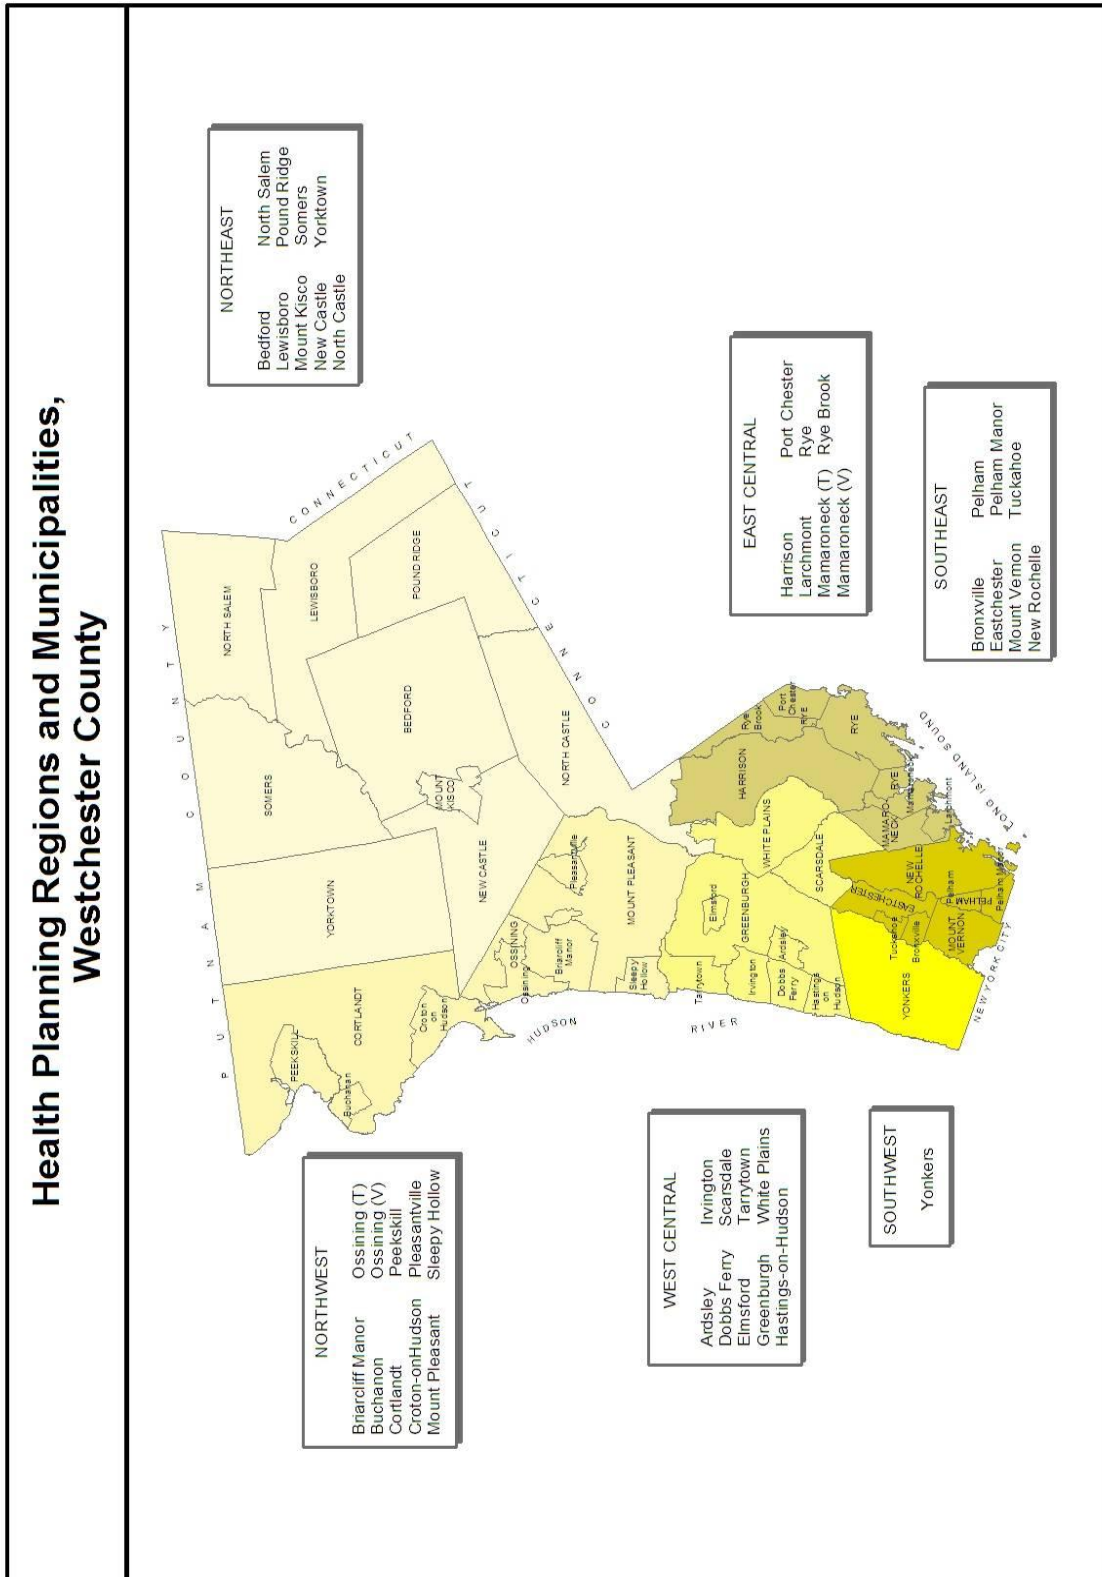 Health Planning Regions and Municipalities,
Westchester County
NORTHWEST
Briarcliff Manor Ossining (T)
Buchanon Ossining (V)
Cortlandt Peekskill
Croton-onHudson Pleasantville
Mount Pleasant Sleepy Hollow
WEST CENTRAL
Ardsley Irvington
Dobbs Ferry Scarsdale
Elmsford Tarrytown
Greenburgh White Plains
Hastings-on-Hudson
SOUTHWEST
Yonkers
NORTHEAST
Bedford North Salem
Lewisboro Pound Ridge
Mount Kisco Somers
New Castle Yorktown
North Castle
EAST CENTRAL
Harrison Port Chester
Larchmont Rye
Mamaroneck (T) Rye Brook
Mamaroneck (V)
SOUTHEAST
Bronxville Pelham
Eastchester Pelham Manor
Mount Vernon Tuckahoe
New Rochelle
PUTNAM COUNTY
CONNECTICUT
CONNECTICUT
HUDSON
RIVER
NEW YORK CITY
LONG ISLAND SOUND
PEEKSKILL
Buchanan
CORTLANDT
Croton
on
Hudson
YORKTOWN
SOMERS
NORTH SALEM
LEWISBORO
POUND RIDGE
BEDFORD
MOUNT
KISCO
NEW CASTLE
NORTH CASTLE
OSSINING
Ossining
Briarcliff
Manor
Pleasantville
MOUNT PLEASANT
Sleepy
Hollow
Tarrytown
Elmsford
GREENBURGH
Irvington
Dobbs
Ferry
Ardsley
Hastings
on
Hudson
WHITE PLAINS
SCARSDALE
HARRISON
Rye
Brook
Port
Chester
RYE
RYE
RYE
MAMARO-
NECK
Mamaroneck
Larchmont
NEW
ROCHELLE
EASTCHESTER
Tuckahoe
Bronxville
YONKERS
MOUNT
VERNON
Pelham
PELHAM
Pelham Manor